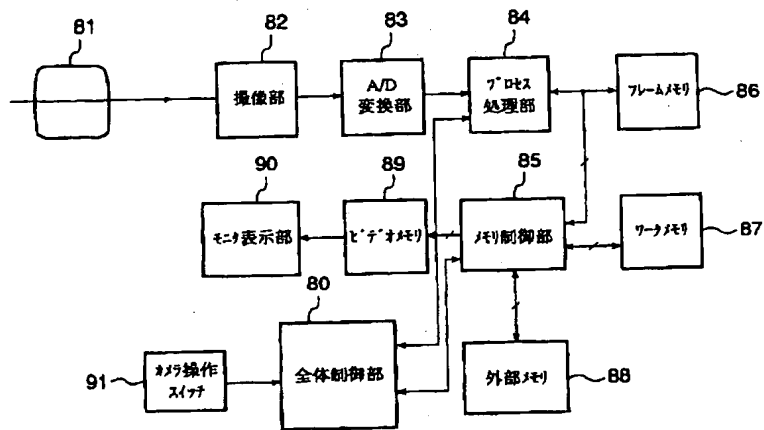 81
82
83
84
撮像部
A/D
変換部
プロセス
処理部
フレームメモリ
86
90
89
85
モニタ表示部
ビデオメモリ
メモリ制御部
ワークメモリ
87
80
カメラ操作
スイッチ
91
全体制御部
外部メモリ
88